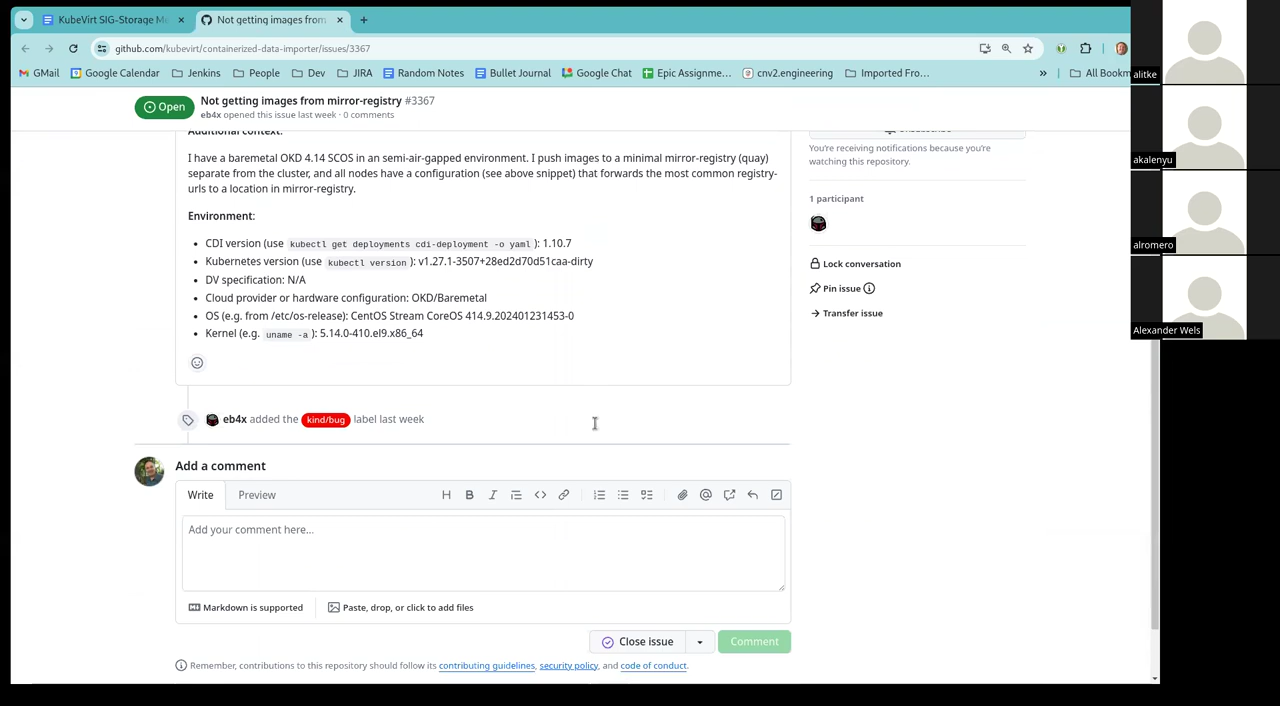 KubeVirt SIG-Storage M
Not getting images from
github.com/kubevirt/containerized-data-importer/issues/3367
GMail
Google Calendar
Jenkins
People
Dev
JIRA
Random Notes
Bullet Journal
Google Chat
Epic Assignme...
cnv2.engineering
Imported Fro...
»
All Bookm
Open
Not getting images from mirror-registry #3367
eb4x opened this issue last week · 0 comments
Additional context:
I have a baremetal OKD 4.14 SCOS in an semi-air-gapped environment. I push images to a minimal mirror-registry (quay)
separate from the cluster, and all nodes have a configuration (see above snippet) that forwards the most common registry-
urls to a location in mirror-registry.
Environment:
• CDI version (use kubectl get deployments cdi-deployment -o yaml ): 1.10.7
• Kubernetes version (use kubectl version ): v1.27.1-3507+28ed2d70d51caa-dirty
• DV specification: N/A
• Cloud provider or hardware configuration: OKD/Baremetal
• OS (e.g. from /etc/os-release): CentOS Stream CoreOS 414.9.202401231453-0
• Kernel (e.g. uname -a ): 5.14.0-410.el9.x86_64
eb4x added the kind/bug label last week
Add a comment
Write
Preview
Add your comment here...
Markdown is supported
Paste, drop, or click to add files
Close issue
Comment
Remember, contributions to this repository should follow its contributing guidelines, security policy, and code of conduct.
You're receiving notifications because you're
watching this repository.
1 participant
Lock conversation
Pin issue
Transfer issue
alitke
akalenyu
alromero
Alexander Wels